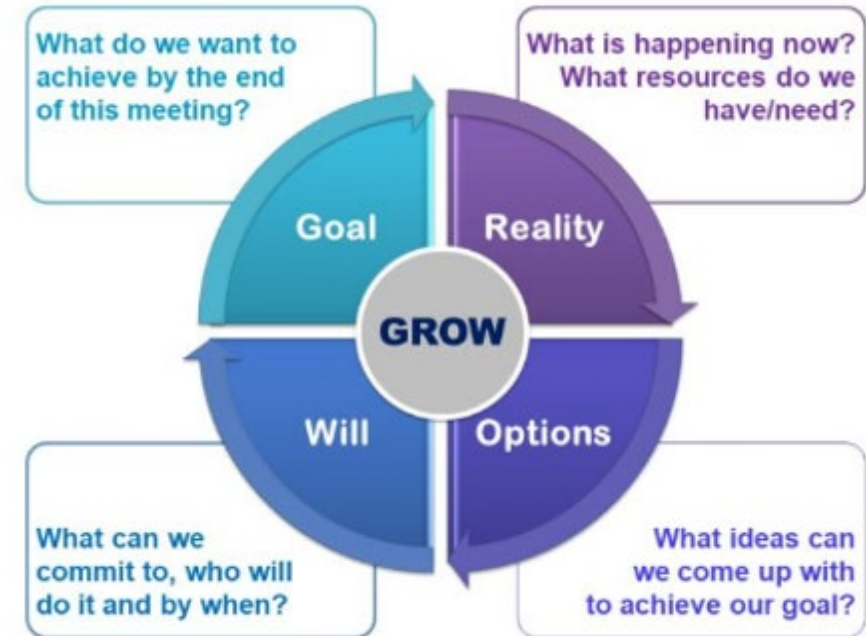 What do we want to
achieve by the end
of this meeting?
What is happening now?
What resources do we
have/need?
Goal
Reality
GROW
Will
Options
What can we
commit to, who will
do it and by when?
What ideas can
we come up with
to achieve our goal?